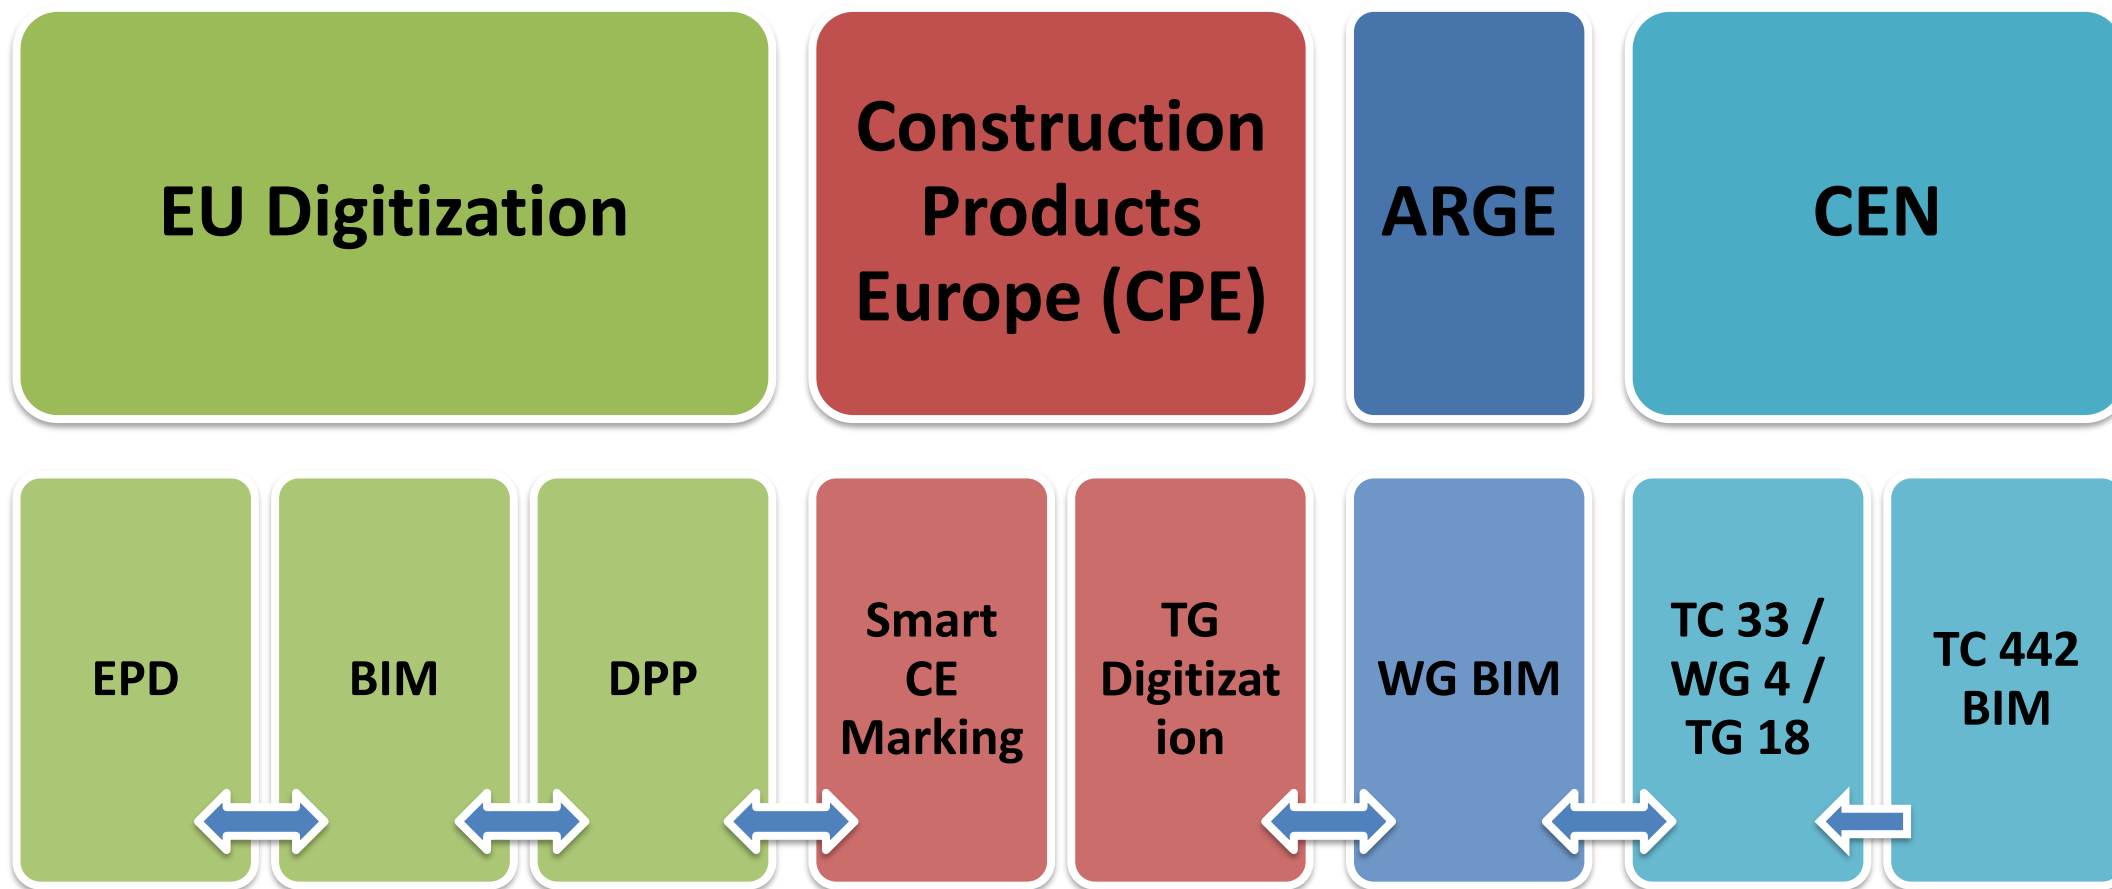 EU Digitization
Construction
Products
Europe (CPE)
ARGE
CEN
EPD
BIM
DPP
Smart
CE
Marking
TG
Digitizat
ion
WG BIM
TC 33 /
WG 4 /
TG 18
TC 442
BIM